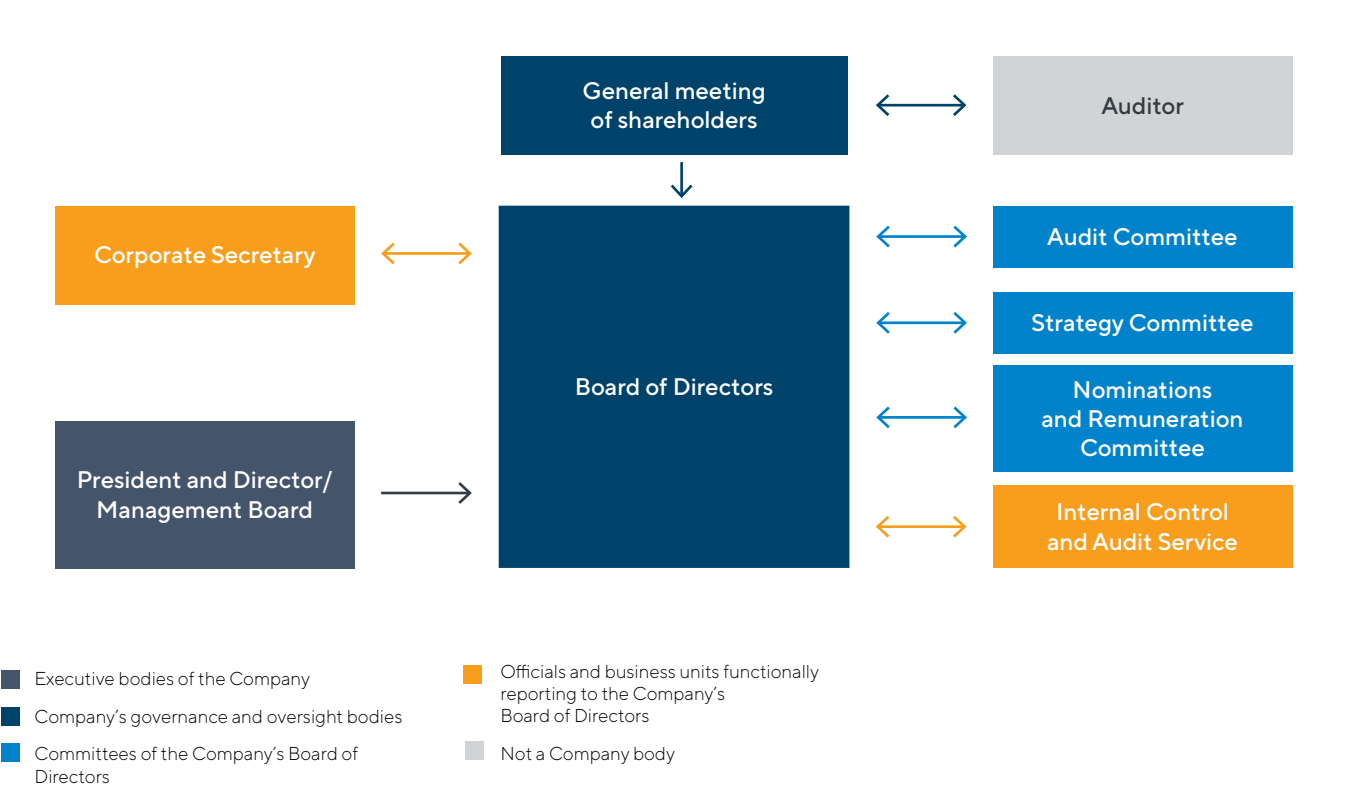 General meeting
of shareholders
Auditor
Corporate Secretary
Audit Committee
Strategy Committee
Board of Directors
Nominations
and Remuneration
Committee
President and Director/
Management Board
Internal Control
and Audit Service
Executive bodies of the Company
Company's governance and oversight bodies
Committees of the Company's Board of
Directors
Officials and business units functionally
reporting to the Company's
Board of Directors
Not a Company body